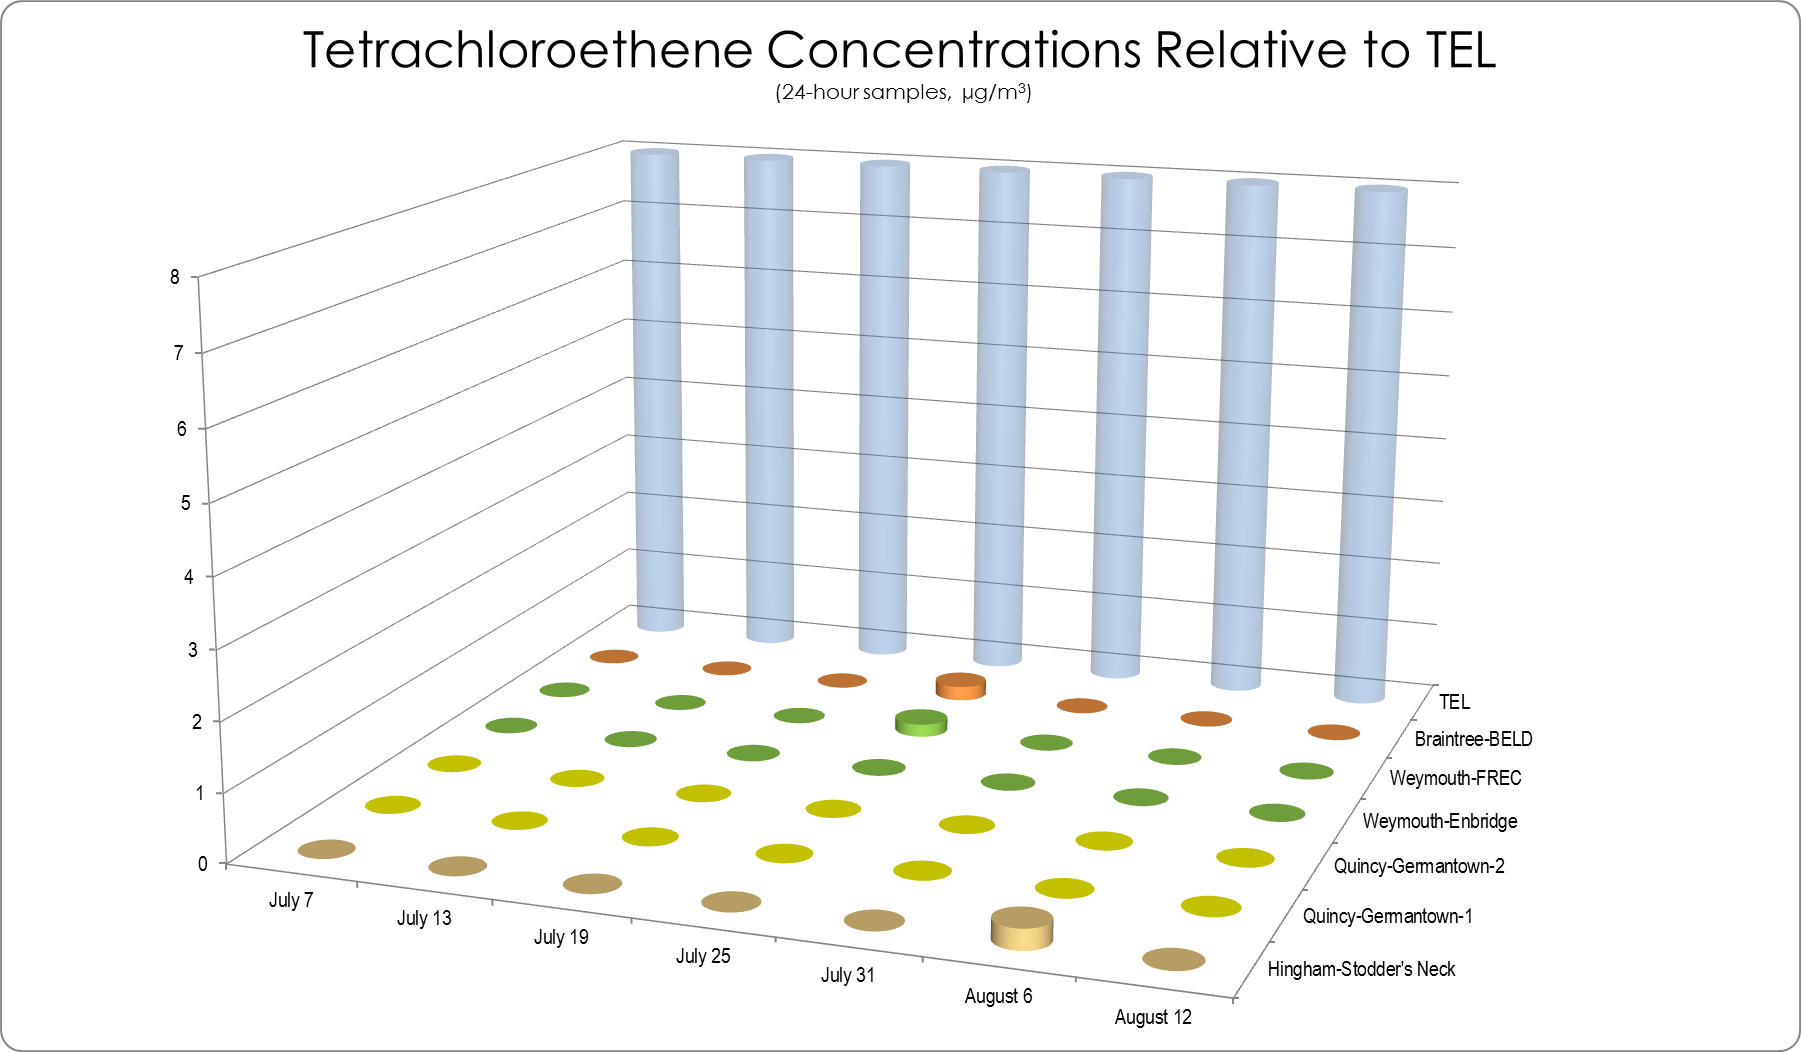 Tetrachloroethene Concentrations Relative to TEL
(24-hour samples, µg/m³)
8
7
6
5
4
3
2
1
0
July 7
July 13
July 19
July 25
July 31
August 6
August 12
TEL
Braintree-BELD
Weymouth-FREC
Weymouth-Enbridge
Quincy-Germantown-2
Quincy-Germantown-1
Hingham-Stodder's Neck